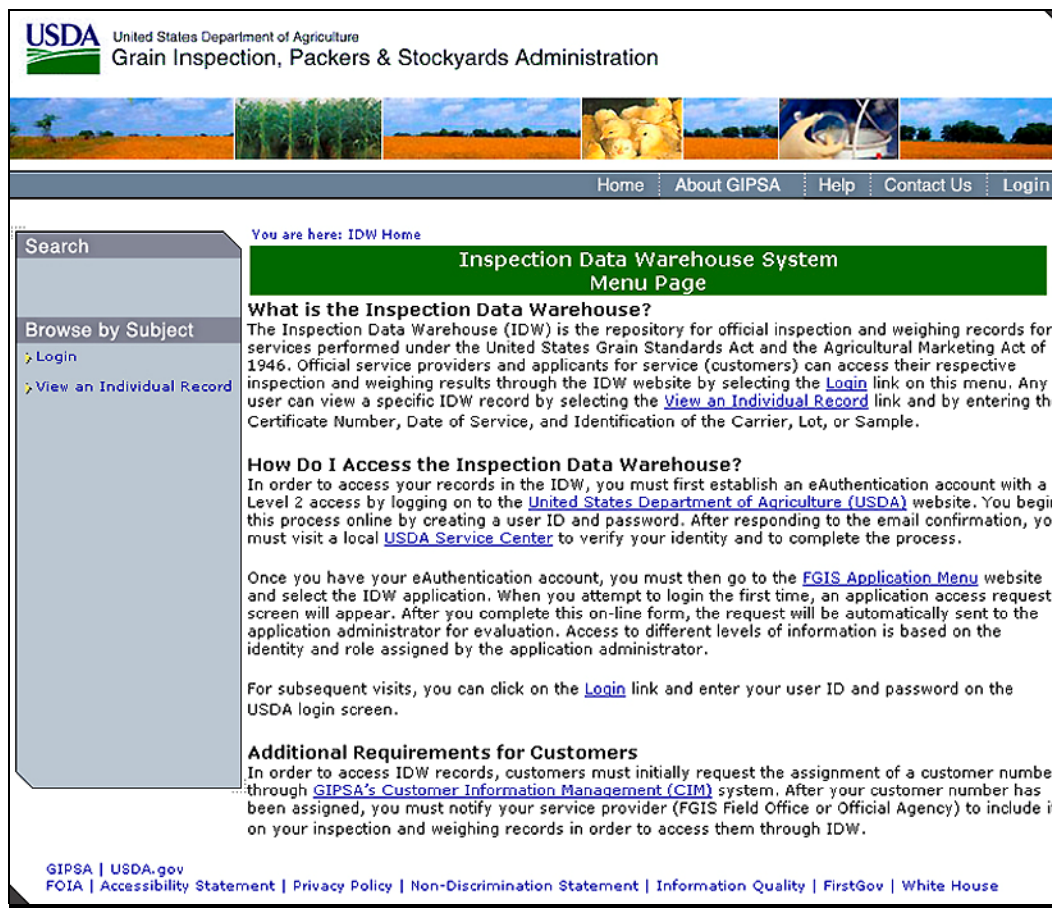 USDA United States Department of Agriculture
Grain Inspection, Packers & Stockyards Administration
Home About GIPSA Help Contact Us Login
Search
Browse by Subject
Login
View an Individual Record
You are here: IDW Home
Inspection Data Warehouse System
Menu Page
What is the Inspection Data Warehouse?
The Inspection Data Warehouse (IDW) is the repository for official inspection and weighing records for
services performed under the United States Grain Standards Act and the Agricultural Marketing Act of
1946. Official service providers and applicants for service (customers) can access their respective
inspection and weighing results through the IDW website by selecting the Login link on this menu. Any
user can view a specific IDW record by selecting the View an Individual Record link and by entering th
Certificate Number, Date of Service, and Identification of the Carrier, Lot, or Sample.
How Do I Access the Inspection Data Warehouse?
In order to access your records in the IDW, you must first establish an eAuthentication account with a
Level 2 access by logging on to the United States Department of Agriculture (USDA) website. You begi
this process online by creating a user ID and password. After responding to the email confirmation, yo
must visit a local USDA Service Center to verify your identity and to complete the process.
Once you have your eAuthentication account, you must then go to the FGIS Application Menu website
and select the IDW application. When you attempt to login the first time, an application access request
screen will appear. After you complete this on-line form, the request will be automatically sent to the
application administrator for evaluation. Access to different levels of information is based on the
identity and role assigned by the application administrator.
For subsequent visits, you can click on the Login link and enter your user ID and password on the
USDA login screen.
Additional Requirements for Customers
In order to access IDW records, customers must initially request the assignment of a customer numbe
through GIPSA's Customer Information Management (CIM) system. After your customer number has
been assigned, you must notify your service provider (FGIS Field Office or Official Agency) to include i
on your inspection and weighing records in order to access them through IDW.
GIPSA | USDA.gov
FOIA | Accessibility Statement | Privacy Policy | Non-Discrimination Statement | Information Quality | FirstGov | White House